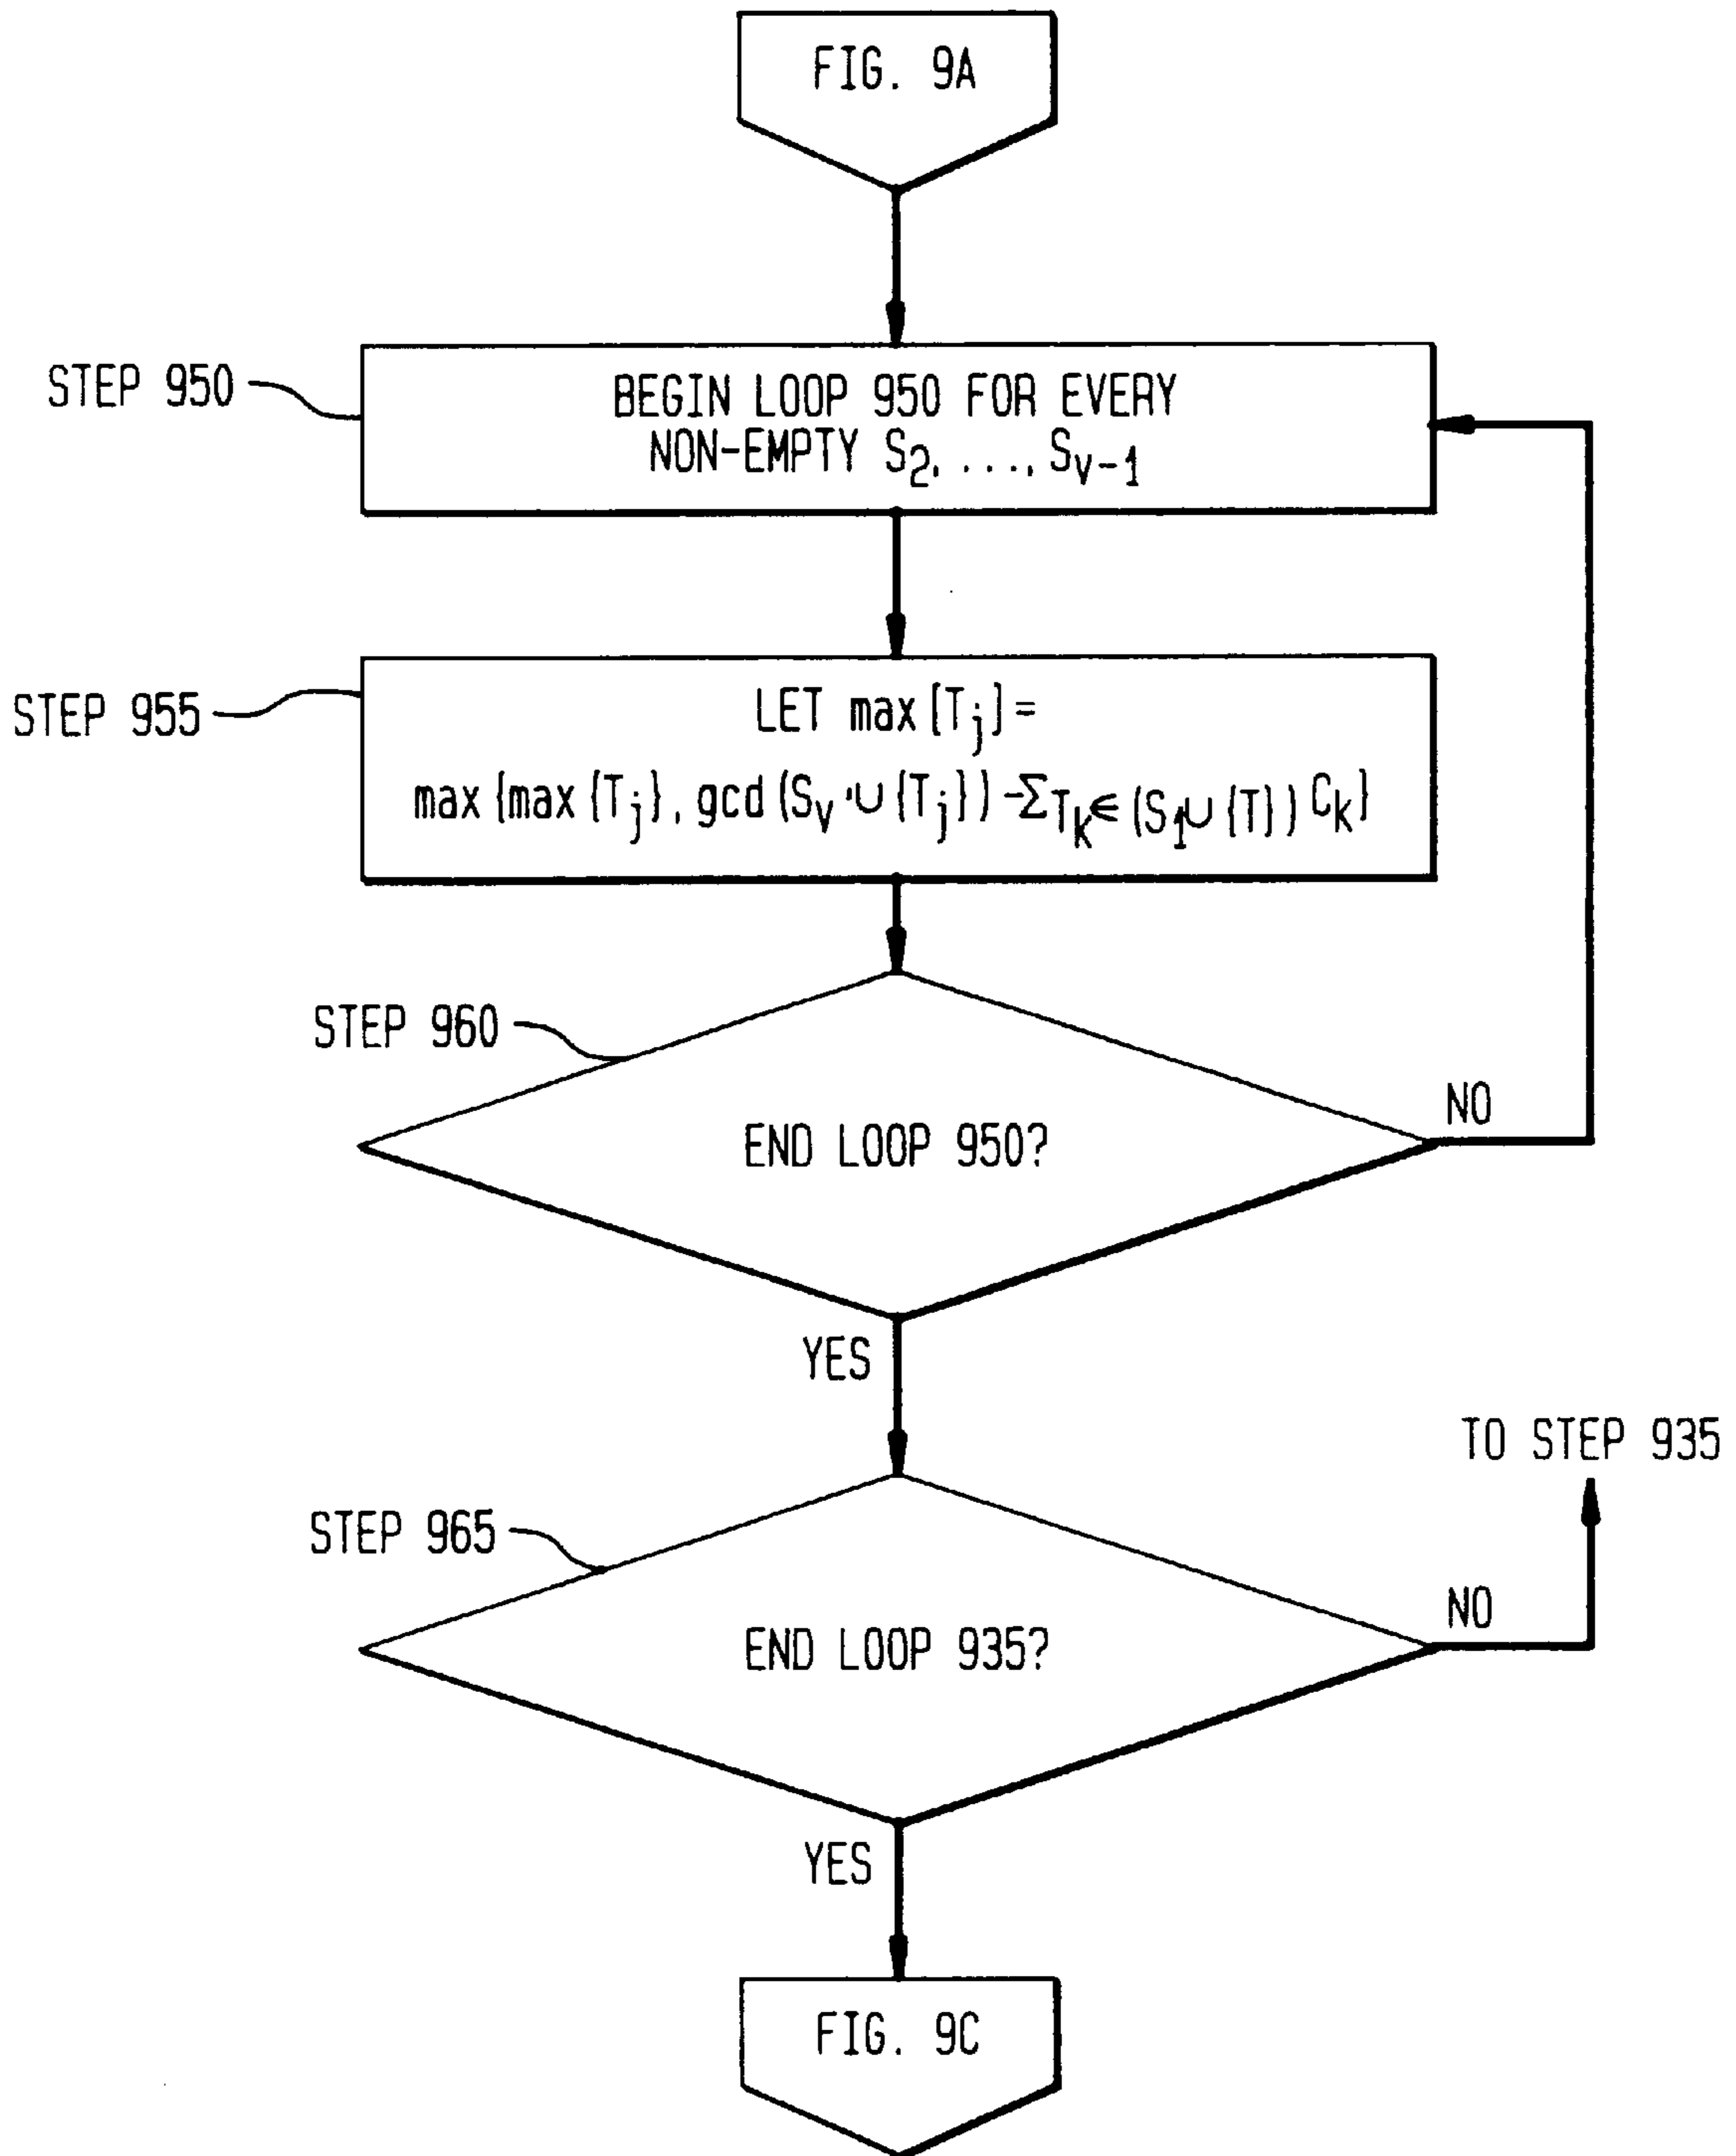 FIG. 9A
STEP 950
BEGIN LOOP 950 FOR EVERY
NON-EMPTY S2, . . . , Sv-1
STEP 955
LET max [Tj] =
max {max {Tj}, gcd (Sv '∪ {Tj}) -ΣTk∈ (S1∪ {T}) Ck}
STEP 960
END LOOP 950?
NO
YES
TO STEP 935
STEP 965
END LOOP 935?
NO
YES
FIG. 9C